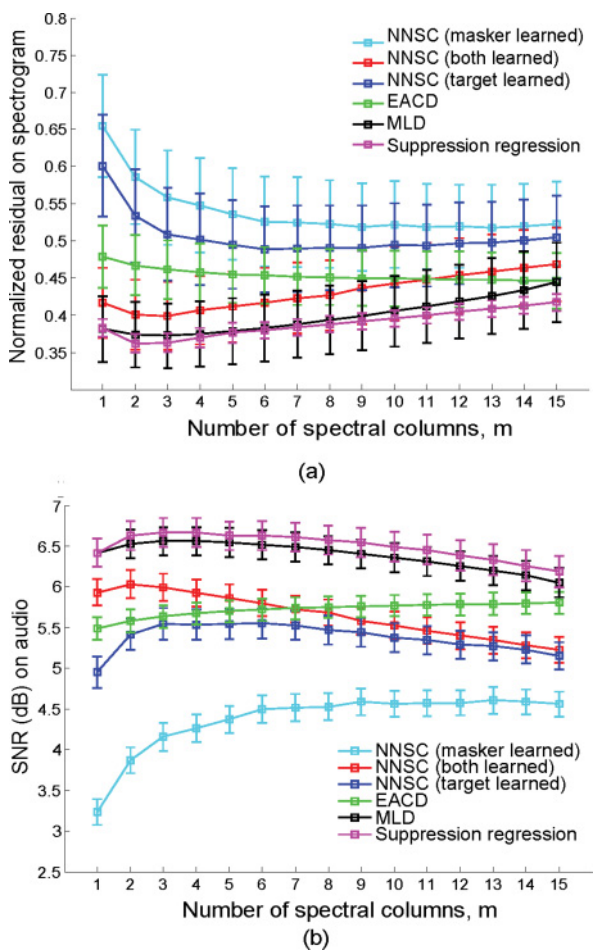 0.8
0.75
0.7
0.65
0.6
0.55
0.5
0.45
0.4
0.35
Normalized residual on spectrogram
NNSC (masker learned)
NNSC (both learned)
NNSC (target learned)
EACD
MLD
Suppression regression
1 2 3 4 5 6 7 8 9 10 11 12 13 14 15
Number of spectral columns, m
(a)
7
6.5
6
5.5
5
4.5
4
3.5
3
2.5
SNR (dB) on audio
NNSC (masker learned)
NNSC (both learned)
NNSC (target learned)
EACD
MLD
Suppression regression
1 2 3 4 5 6 7 8 9 10 11 12 13 14 15
Number of spectral columns, m
(b)